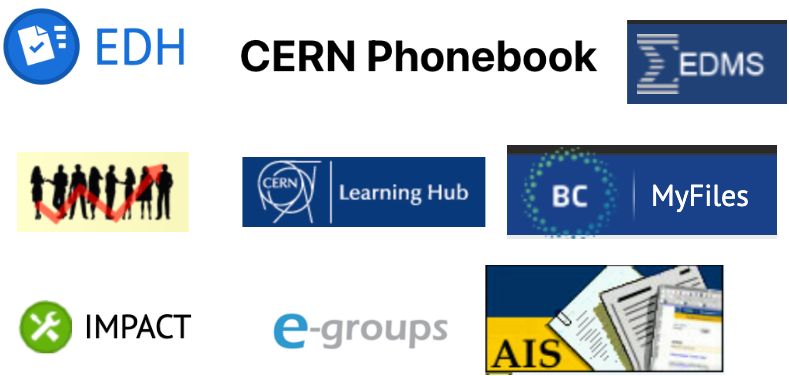 EDH
CERN Phonebook
EDMS
CERN
Learning Hub
BC
MyFiles
IMPACT
e-groups
AIS